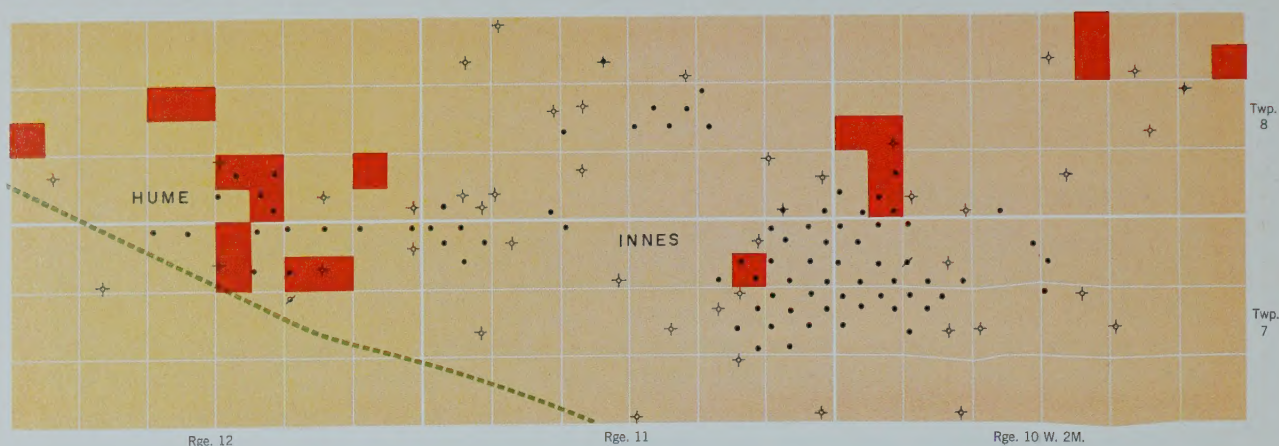 Twp.
8
HUME
INNES
Twp.
7
Rge. 12
Rge. 11
Rge. 10 W. 2M.